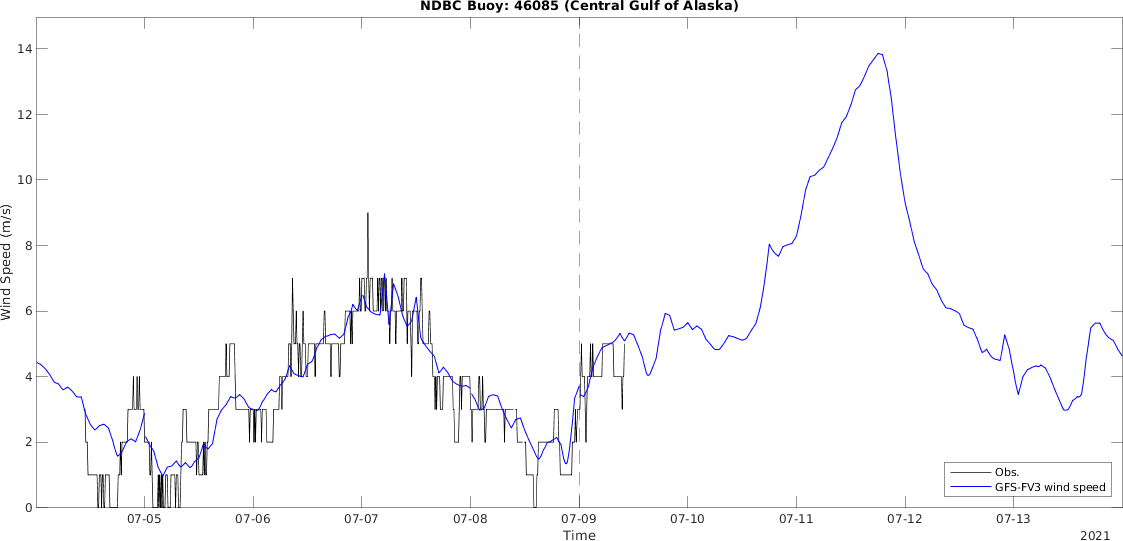 NDBC Buoy: 46085 (Central Gulf of Alaska)
Wind Speed (m/s)
14
12
10
8
6
4
2
0
Obs.
GFS-FV3 wind speed
07-05 07-06 07-07 07-08 07-09 07-10 07-11 07-12 07-13
Time
2021